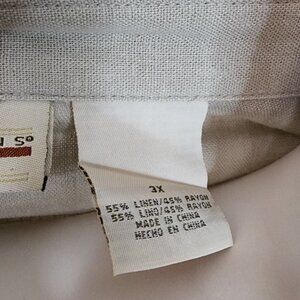 3X
55% LINEN/45% RAYON
55% LINO/45% RAYON
MADE IN CHINA
HECHO EN CHINA